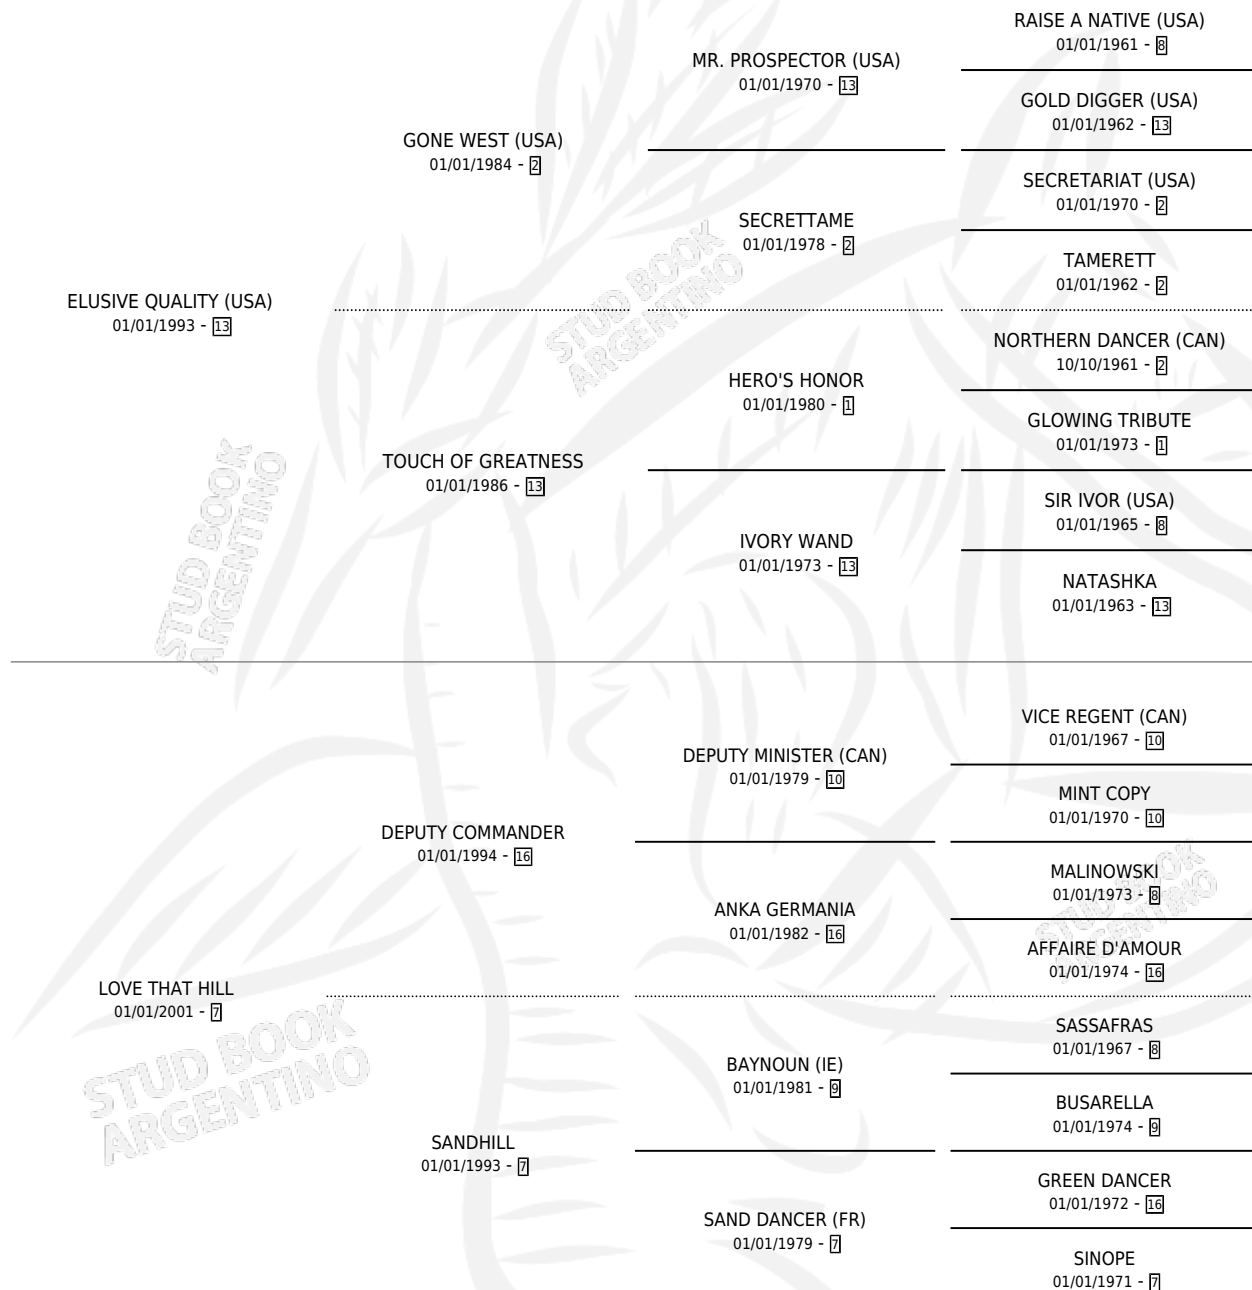 RAISE A NATIVE (USA)
01/01/1961 - 8
MR. PROSPECTOR (USA)
01/01/1970 - 13
GOLD DIGGER (USA)
01/01/1962 - 13
GONE WEST (USA)
01/01/1984 - 2
SECRETARIAT (USA)
01/01/1970 - 2
SECRETTAME
01/01/1978 - 2
TAMERETT
01/01/1962 - 2
ELUSIVE QUALITY (USA)
01/01/1993 - 13
STUD BOOK
ARGENTINO
NORTHERN DANCER (CAN)
10/10/1961 - 2
HERO'S HONOR
01/01/1980 - 1
GLOWING TRIBUTE
01/01/1973 - 1
TOUCH OF GREATNESS
01/01/1986 - 13
SIR IVOR (USA)
01/01/1965 - 8
IVORY WAND
01/01/1973 - 13
NATASHKA
01/01/1963 - 13
STUD BOOK
ARGENTINO
VICE REGENT (CAN)
01/01/1967 - 10
DEPUTY MINISTER (CAN)
01/01/1979 - 10
MINT COPY
01/01/1970 - 10
DEPUTY COMMANDER
01/01/1994 - 16
MALINOWSKI
01/01/1973 - 8
ANKA GERMANIA
01/01/1982 - 16
AFFAIRE D'AMOUR
01/01/1974 - 16
STUD BOOK
ARGENTINO
LOVE THAT HILL
01/01/2001 - 7
SASSAFRAS
01/01/1967 - 8
BAYNOUN (IE)
01/01/1981 - 9
BUSARELLA
01/01/1974 - 9
STUD BOOK
ARGENTINO
SANDHILL
01/01/1993 - 7
GREEN DANCER
01/01/1972 - 16
SAND DANCER (FR)
01/01/1979 - 7
SINOPE
01/01/1971 - 7